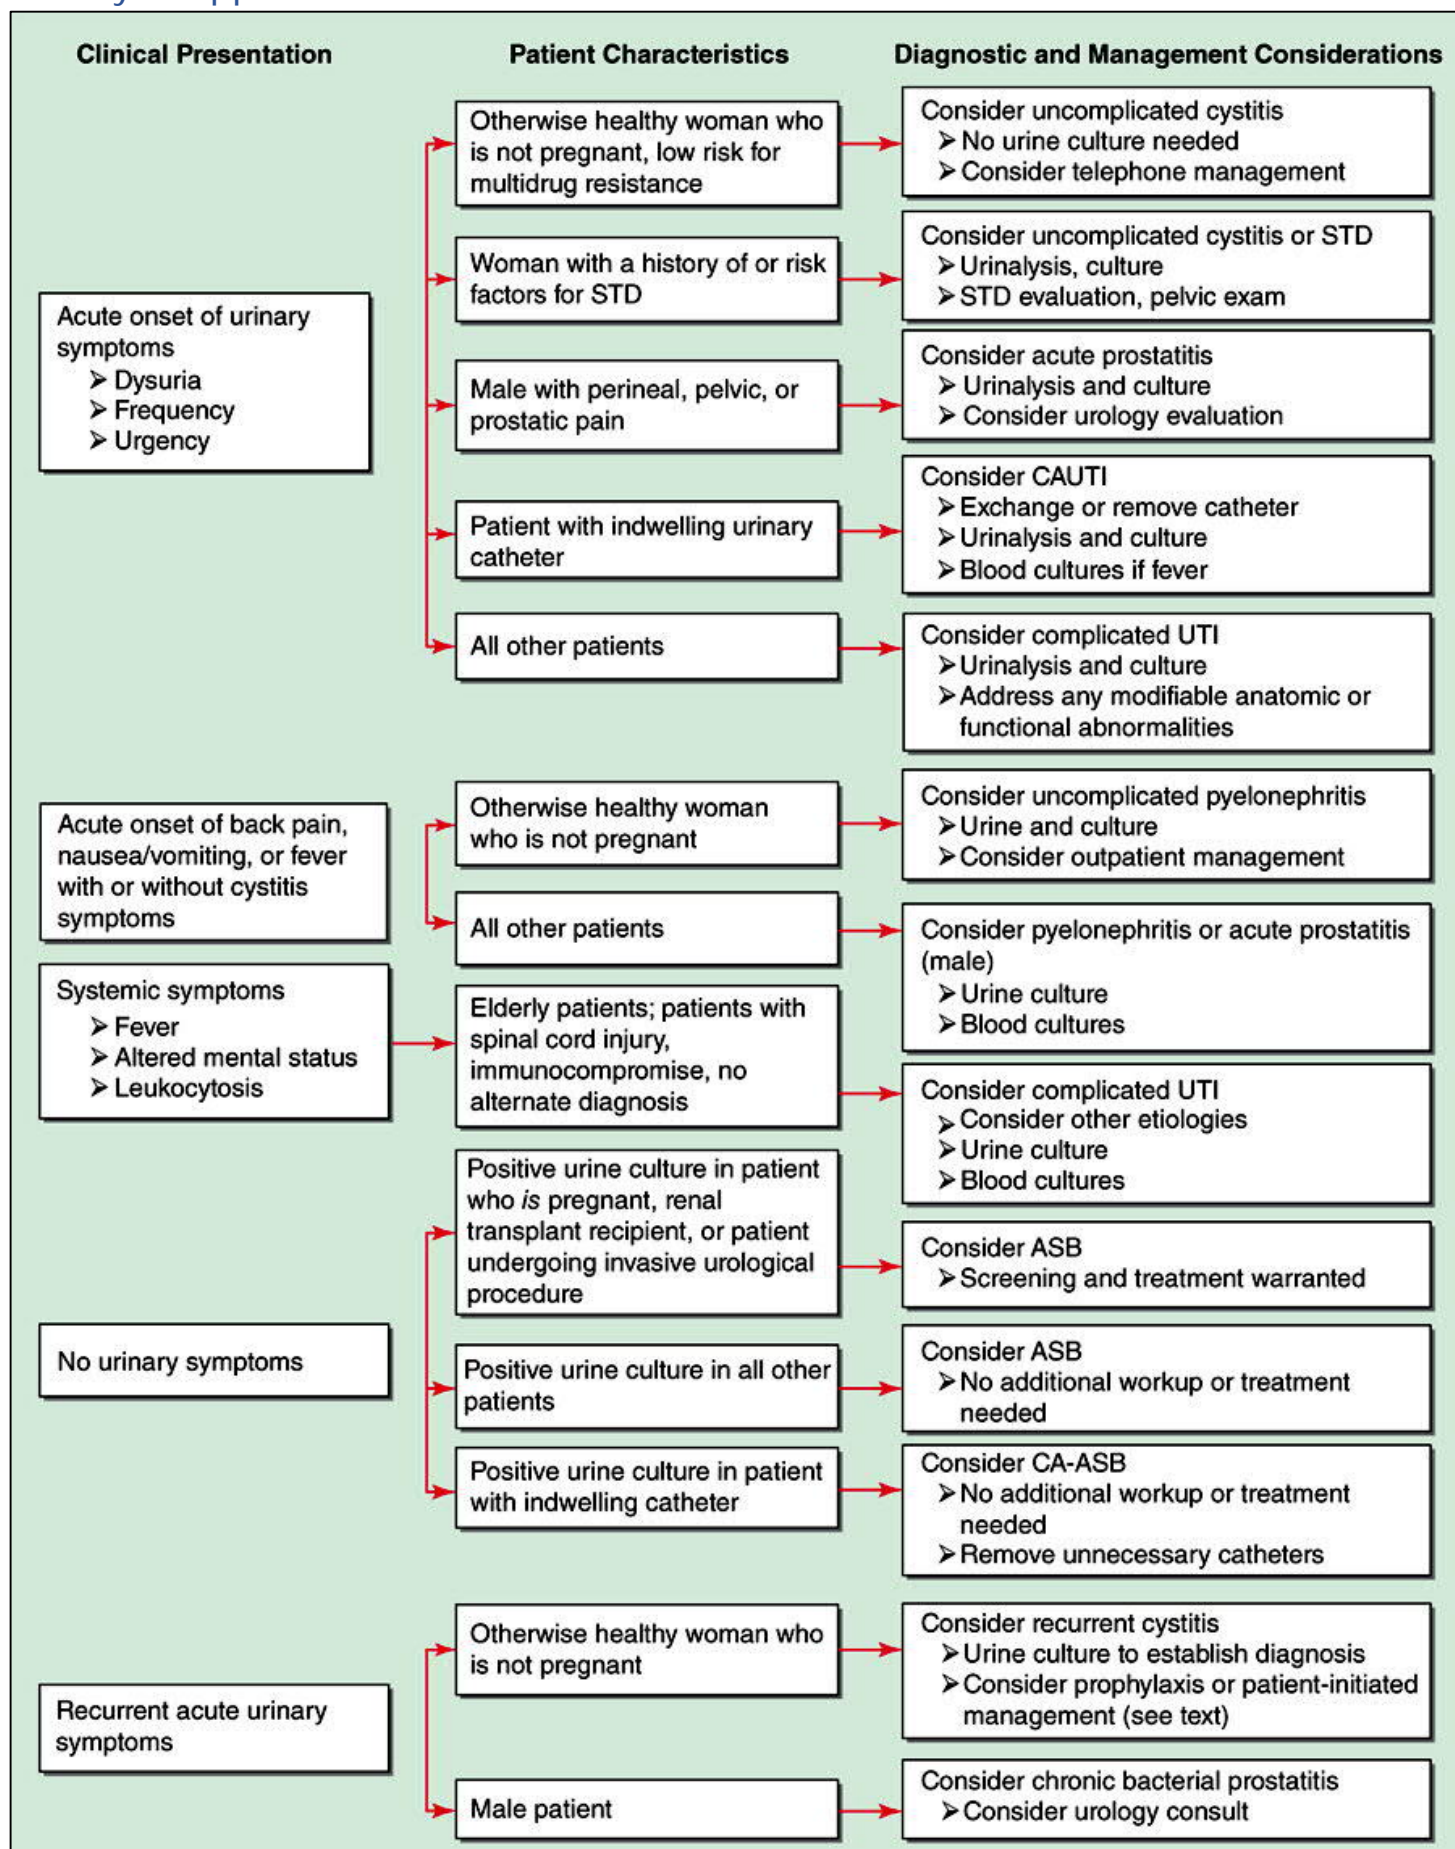 Clinical Presentation
Patient Characteristics
Diagnostic and Management Considerations
Acute onset of urinary
symptoms
➢ Dysuria
➢ Frequency
➢ Urgency
Otherwise healthy woman who
is not pregnant, low risk for
multidrug resistance
Consider uncomplicated cystitis
➢ No urine culture needed
➢ Consider telephone management
Woman with a history of or risk
factors for STD
Consider uncomplicated cystitis or STD
➢ Urinalysis, culture
➢ STD evaluation, pelvic exam
Male with perineal, pelvic, or
prostatic pain
Consider acute prostatitis
➢ Urinalysis and culture
➢ Consider urology evaluation
Patient with indwelling urinary
catheter
Consider CAUTI
➢ Exchange or remove catheter
➢ Urinalysis and culture
➢ Blood cultures if fever
All other patients
Consider complicated UTI
➢ Urinalysis and culture
➢ Address any modifiable anatomic or
functional abnormalities
Acute onset of back pain,
nausea/vomiting, or fever
with or without cystitis
symptoms
Otherwise healthy woman
who is not pregnant
Consider uncomplicated pyelonephritis
➢ Urine and culture
➢ Consider outpatient management
All other patients
Consider pyelonephritis or acute prostatitis
(male)
➢ Urine culture
➢ Blood cultures
Systemic symptoms
➢ Fever
➢ Altered mental status
➢ Leukocytosis
Elderly patients; patients with
spinal cord injury,
immunocompromise, no
alternate diagnosis
Consider complicated UTI
➢ Consider other etiologies
➢ Urine culture
➢ Blood cultures
No urinary symptoms
Positive urine culture in patient
who is pregnant, renal
transplant recipient, or patient
undergoing invasive urological
procedure
Consider ASB
➢ Screening and treatment warranted
Positive urine culture in all other
patients
Consider ASB
➢ No additional workup or treatment
needed
Positive urine culture in patient
with indwelling catheter
Consider CA-ASB
➢ No additional workup or treatment
needed
➢ Remove unnecessary catheters
Recurrent acute urinary
symptoms
Otherwise healthy woman who
is not pregnant
Consider recurrent cystitis
➢ Urine culture to establish diagnosis
➢ Consider prophylaxis or patient-initiated
management (see text)
Male patient
Consider chronic bacterial prostatitis
➢ Consider urology consult